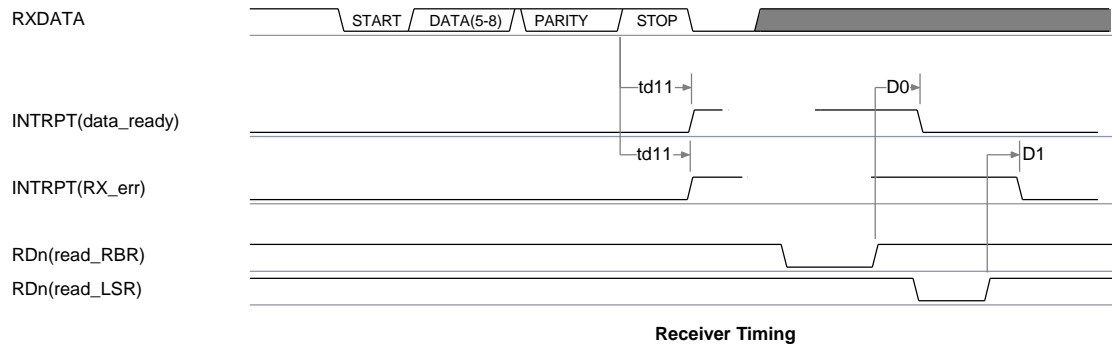 RXDATA START DATA(5-8) PARITY STOP
td11 D0
INTRPT(data_ready)
td11 D1
INTRPT(RX_err)
RDn(read_RBR)
RDn(read_LSR)
Receiver Timing